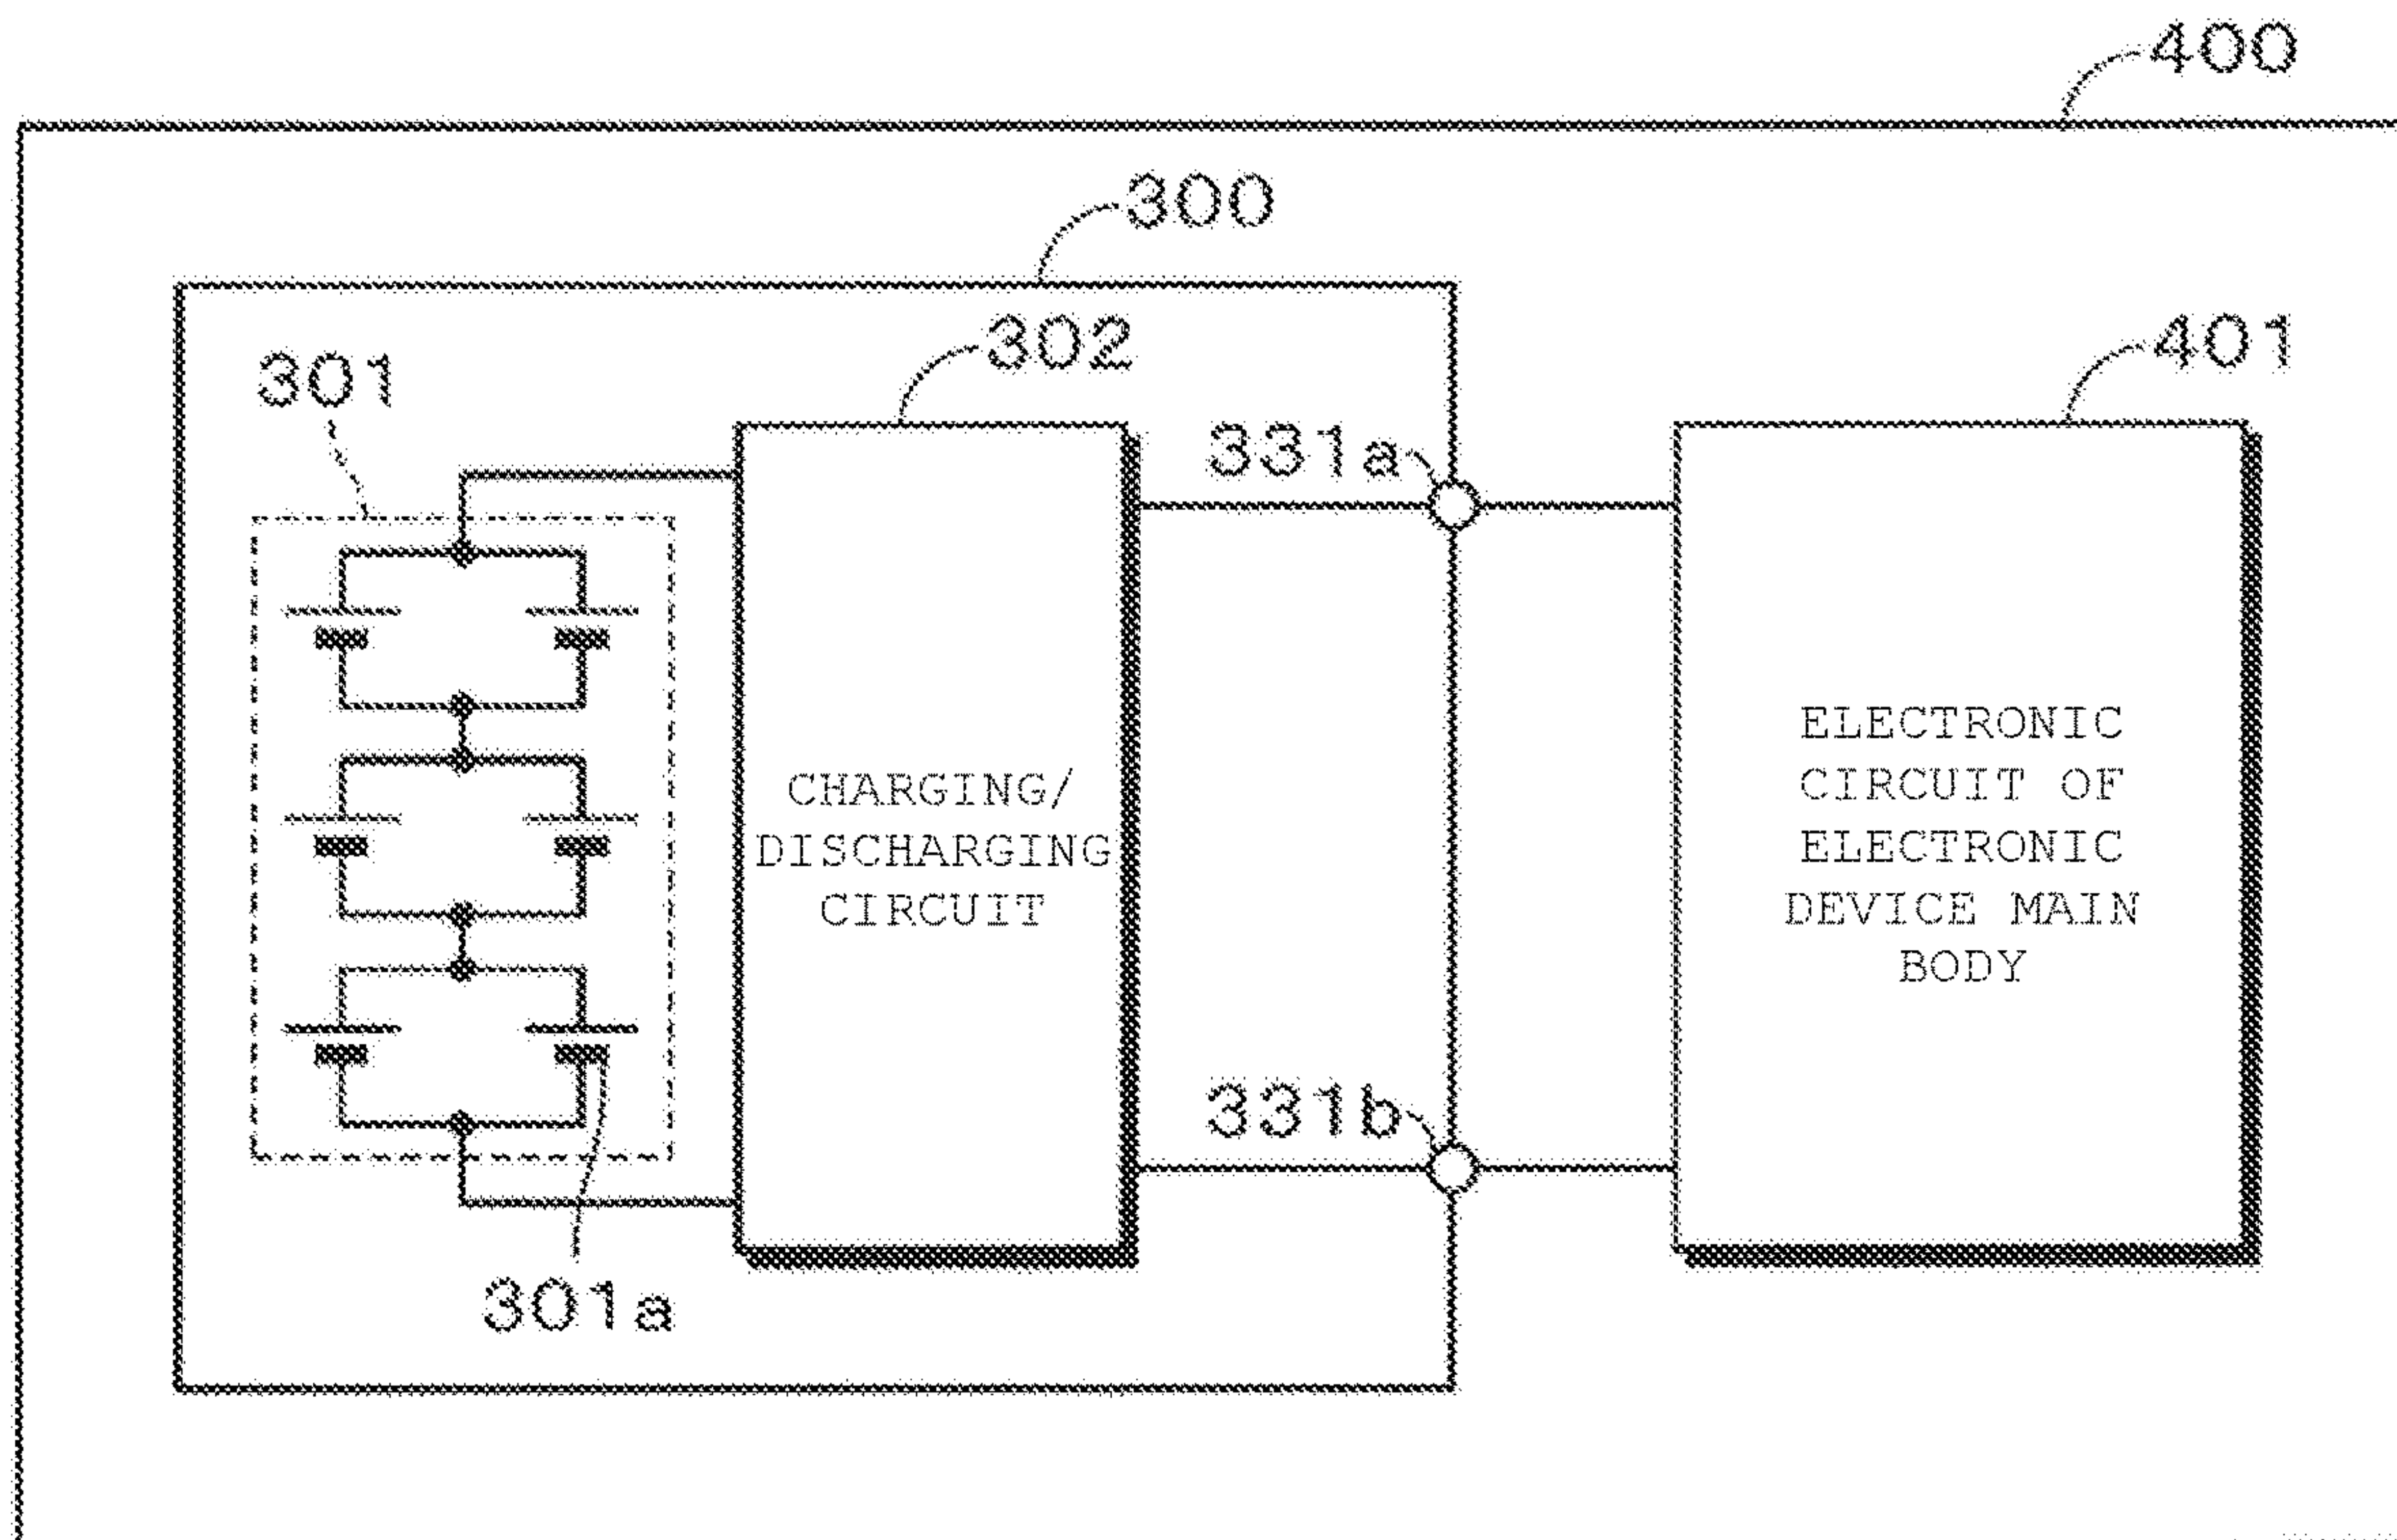 400
300
302
401
301
331a
CHARGING/
DISCHARGING
CIRCUIT
ELECTRONIC
CIRCUIT OF
ELECTRONIC
DEVICE MAIN
BODY
331b
301a